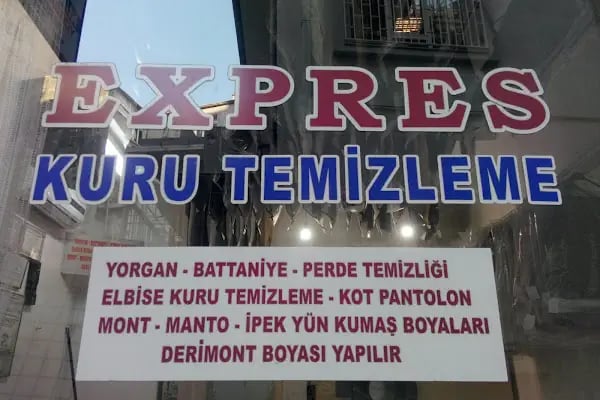 EXPRES
KURU TEMİZLEME
YORGAN - BATTANİYE - PERDE TEMİZLİĞİ
ELBİSE KURU TEMİZLEME - KOT PANTOLON
MONT - MANTO - İPEK YÜN KUMAŞ BOYALARI
DERİMONT BOYASI YAPILIR